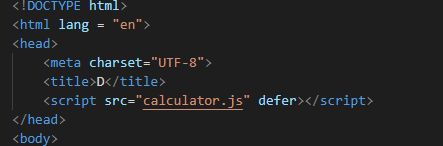 <!DOCTYPE html>
<html lang = "en">
<head>
    <meta charset="UTF-8">
    <title>D</title>
    <script src="calculator.js" defer></script>
</head>
<body>